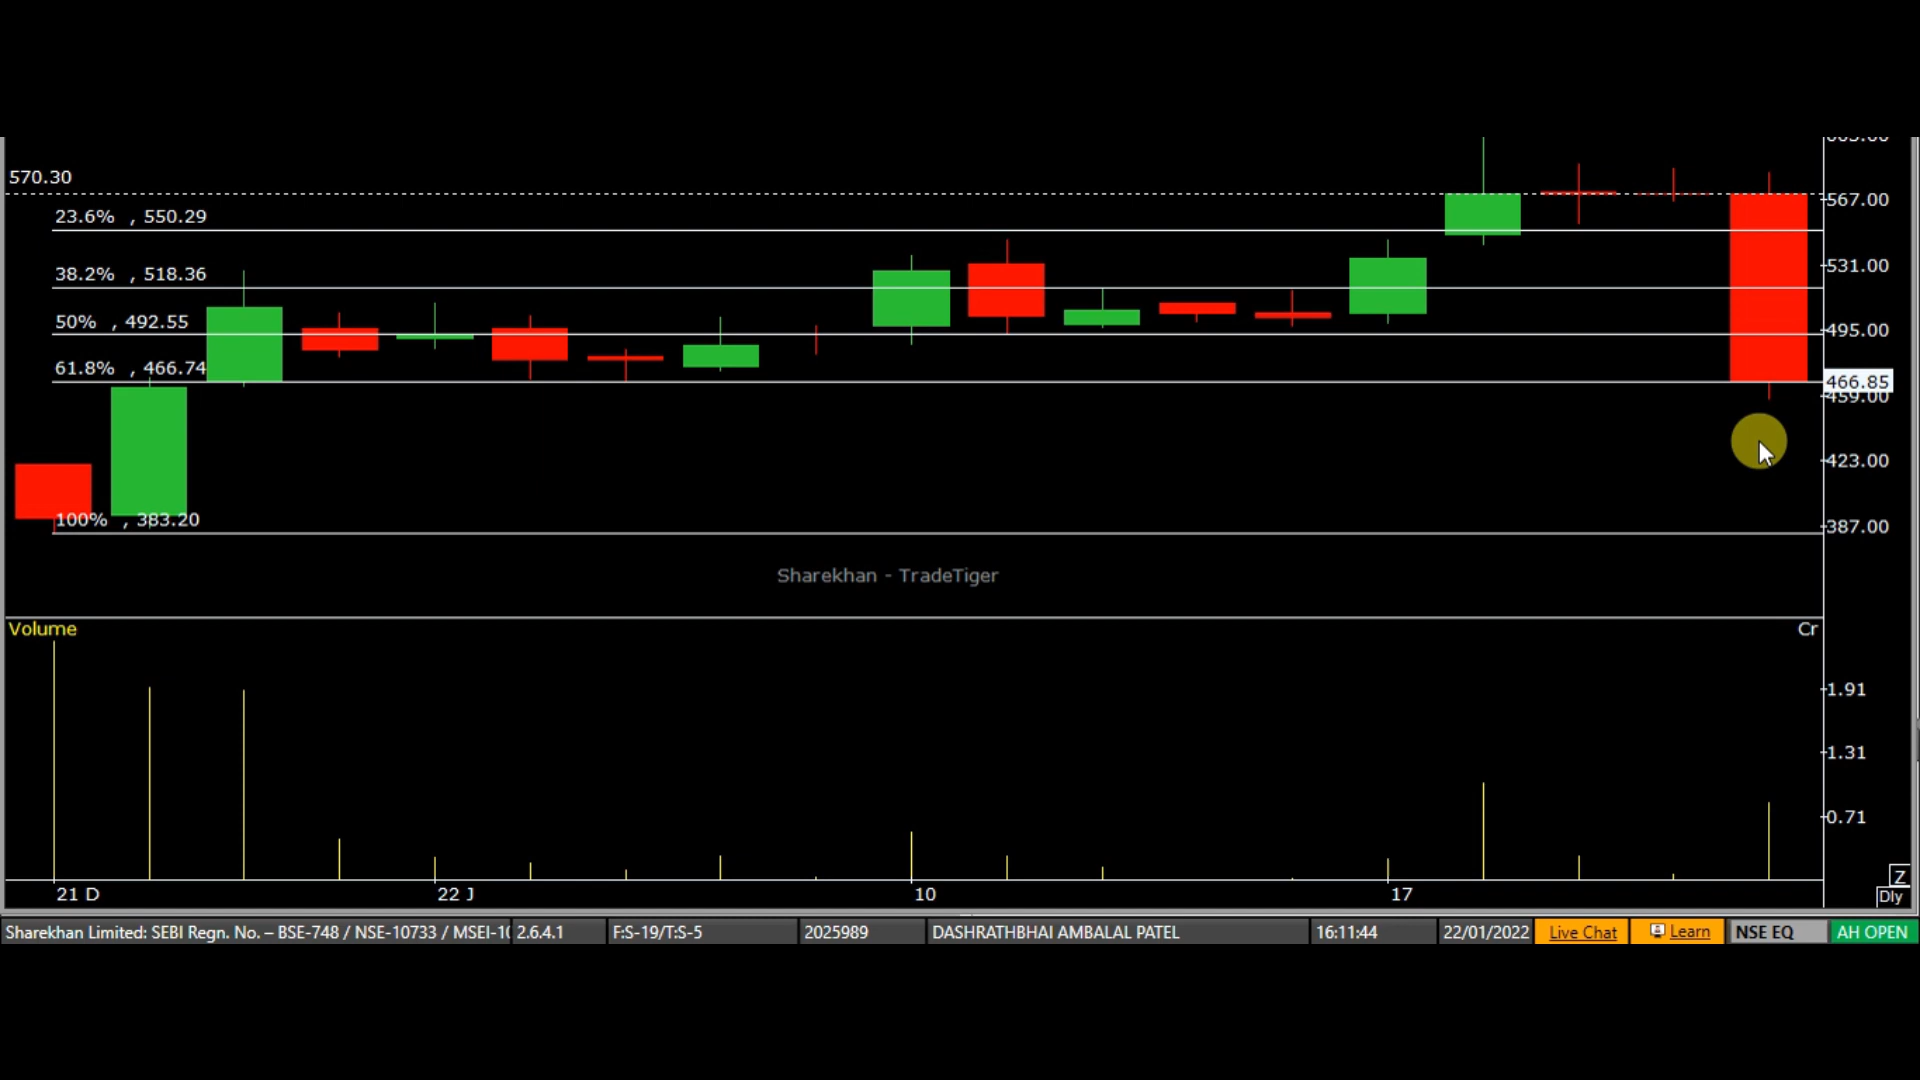 570.30
567.00
23.6% , 550.29
38.2% , 518.36
531.00
50% , 492.55
495.00
61.8% , 466.74
466.85
459.00
423.00
100% , 383.20
387.00
Sharekhan - TradeTiger
Volume
Cr
1.91
1.31
0.71
Z
21 D
22 J
10
17
Dly
Sharekhan Limited: SEBI Regn. No. – BSE-748 / NSE-10733 / MSEI-10
2.6.4.1
F:S-19/T:S-5
2025989
DASHRATHBHAI AMBALAL PATEL
16:11:44
22/01/2022
Live Chat
Learn
NSE EQ
AH OPEN